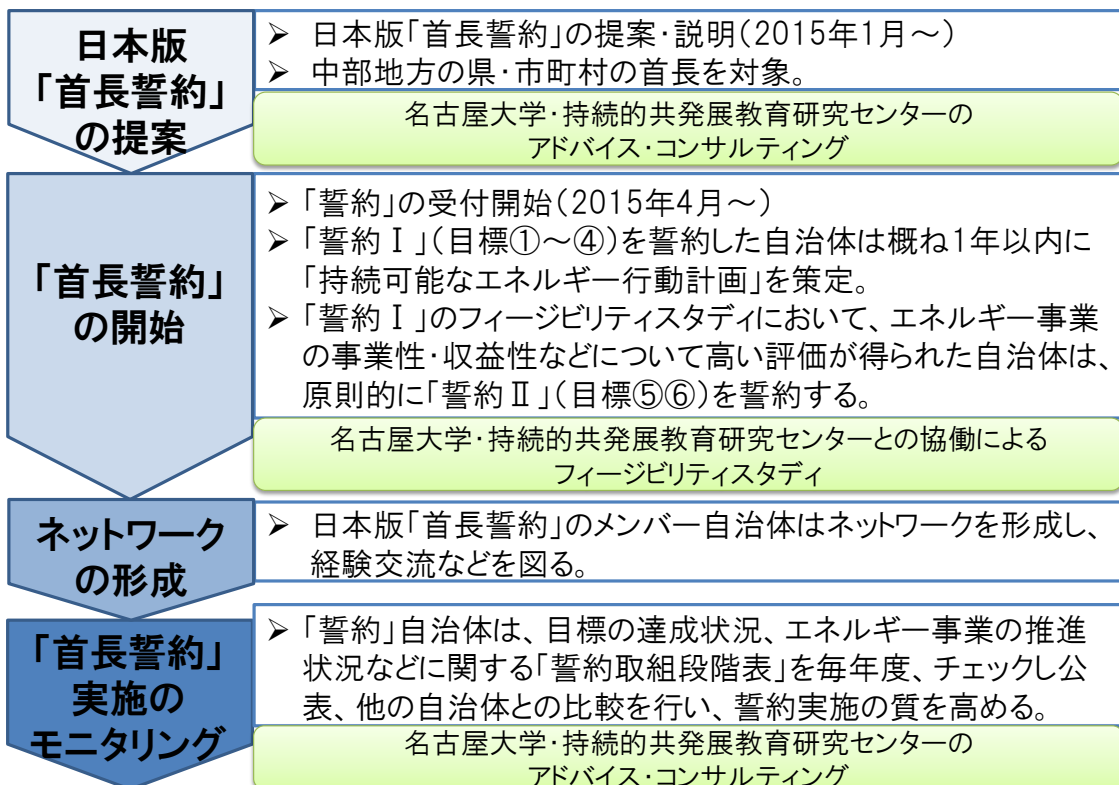 日本版
「首長誓約」
の提案
➢ 日本版「首長誓約」の提案・説明(2015年1月～)
➢ 中部地方の県・市町村の首長を対象。
名古屋大学・持続的共発展教育研究センターの
アドバイス・コンサルティング
「首長誓約」
の開始
➢「誓約」の受付開始(2015年4月～)
➢「誓約Ⅰ」(目標①～④)を誓約した自治体は概ね1年以内に
「持続可能なエネルギー行動計画」を策定。
➢「誓約Ⅰ」のフィージビリティスタディにおいて、エネルギー事業
の事業性・収益性などについて高い評価が得られた自治体は、
原則的に「誓約Ⅱ」(目標⑤⑥)を誓約する。
名古屋大学・持続的共発展教育研究センターとの協働による
フィージビリティスタディ
ネットワーク
の形成
➢ 日本版「首長誓約」のメンバー自治体はネットワークを形成し、
経験交流などを図る。
「首長誓約」
実施の
モニタリング
➢「誓約」自治体は、目標の達成状況、エネルギー事業の推進
状況などに関する「誓約取組段階表」を毎年度、チェックし公
表、他の自治体との比較を行い、誓約実施の質を高める。
名古屋大学・持続的共発展教育研究センターの
アドバイス・コンサルティング